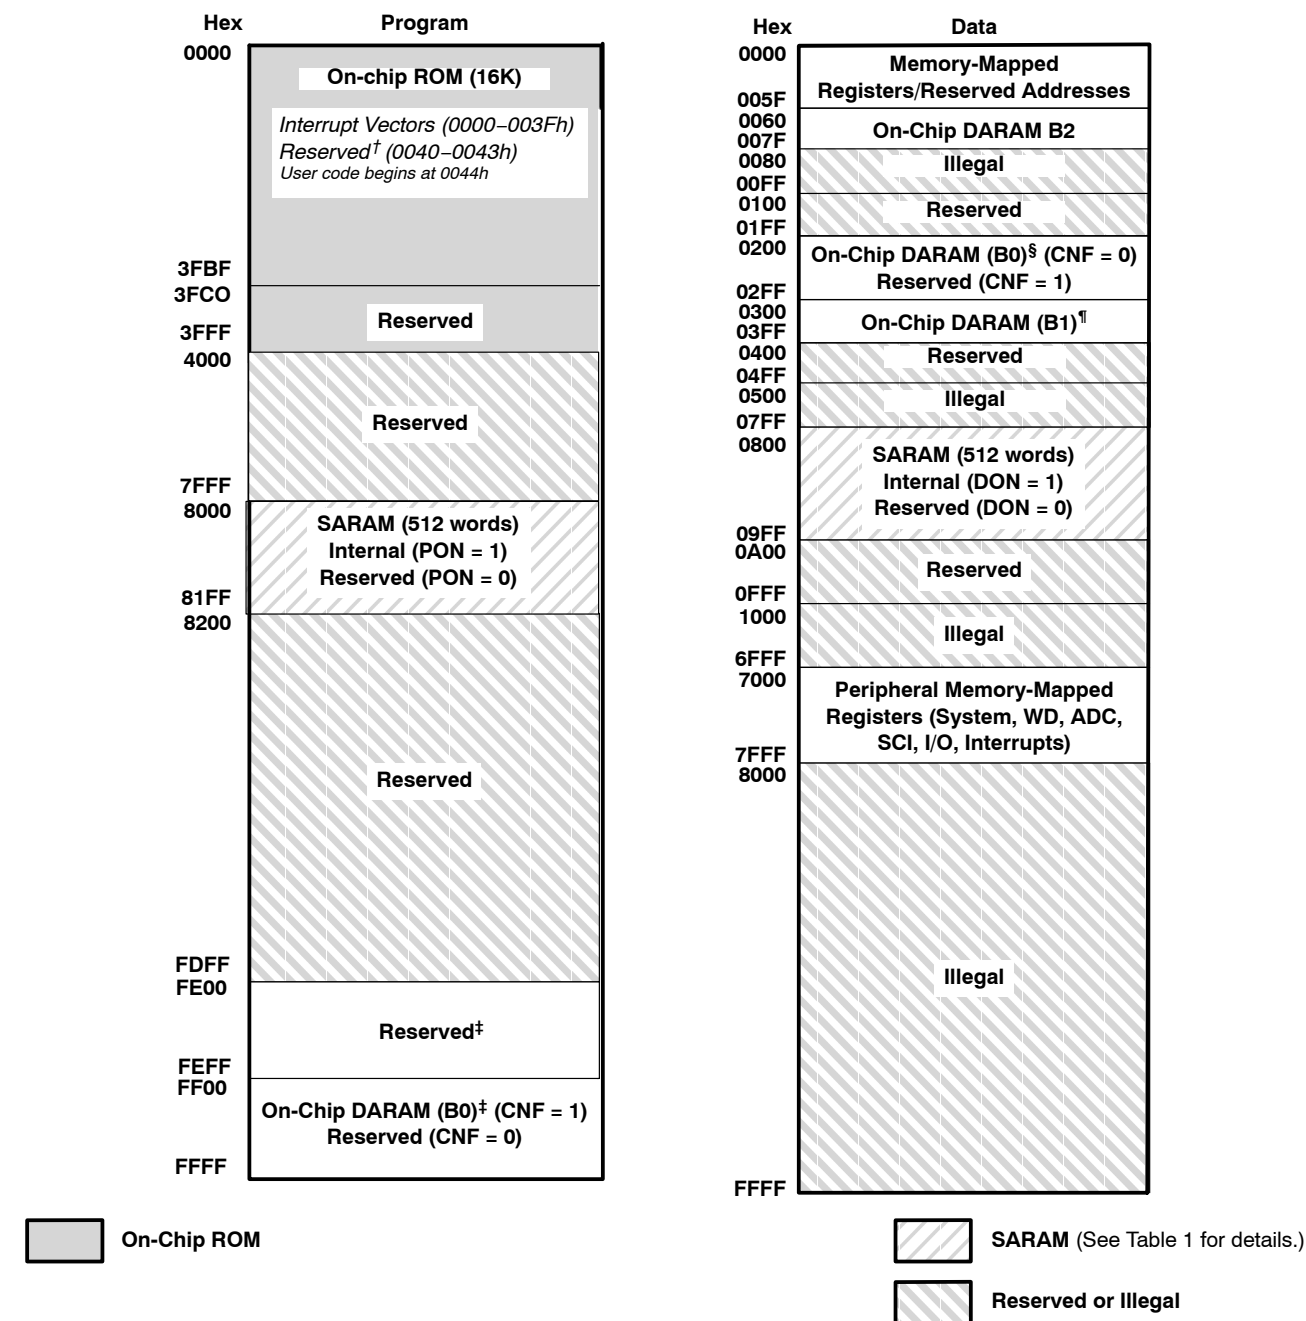 Hex Program
0000
On-chip ROM (16K)
Interrupt Vectors (0000−003Fh)
Reserved† (0040−0043h)
User code begins at 0044h
3FBF
3FCO
Reserved
3FFF
4000
Reserved
7FFF
8000
SARAM (512 words)
Internal (PON = 1)
Reserved (PON = 0)
81FF
8200
Reserved
FDFF
FE00
Reserved‡
FEFF
FF00
On-Chip DARAM (B0)‡ (CNF = 1)
Reserved (CNF = 0)
FFFF
Hex Data
0000
Memory-Mapped
Registers/Reserved Addresses
005F
0060
On-Chip DARAM B2
007F
0080
Illegal
00FF
0100
Reserved
01FF
0200
On-Chip DARAM (B0)§ (CNF = 0)
Reserved (CNF = 1)
02FF
0300
On-Chip DARAM (B1)¶
03FF
0400
Reserved
04FF
0500
Illegal
07FF
0800
SARAM (512 words)
Internal (DON = 1)
Reserved (DON = 0)
09FF
0A00
Reserved
0FFF
1000
Illegal
6FFF
7000
Peripheral Memory-Mapped
Registers (System, WD, ADC,
SCI, I/O, Interrupts)
7FFF
8000
Illegal
FFFF
On-Chip ROM
SARAM (See Table 1 for details.)
Reserved or Illegal